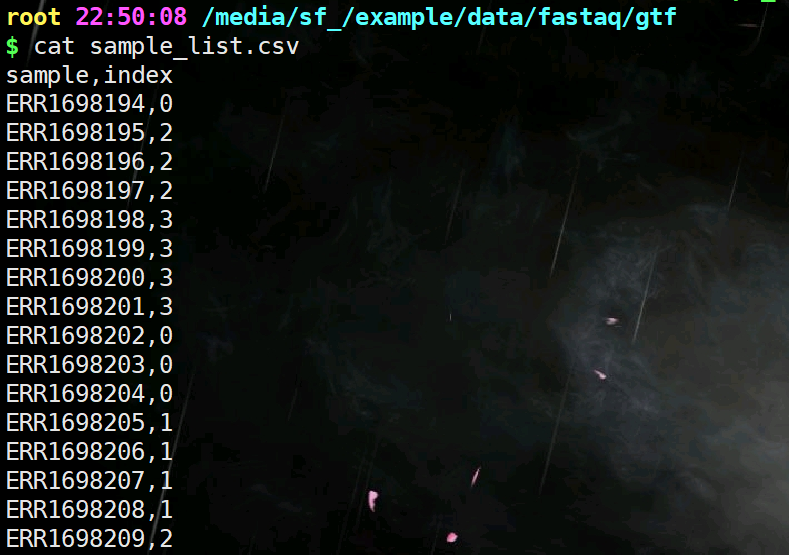 root 22:50:08 /media/sf_/example/data/fastaq/gtf
$ cat sample_list.csv
sample,index
ERR1698194,0
ERR1698195,2
ERR1698196,2
ERR1698197,2
ERR1698198,3
ERR1698199,3
ERR1698200,3
ERR1698201,3
ERR1698202,0
ERR1698203,0
ERR1698204,0
ERR1698205,1
ERR1698206,1
ERR1698207,1
ERR1698208,1
ERR1698209,2